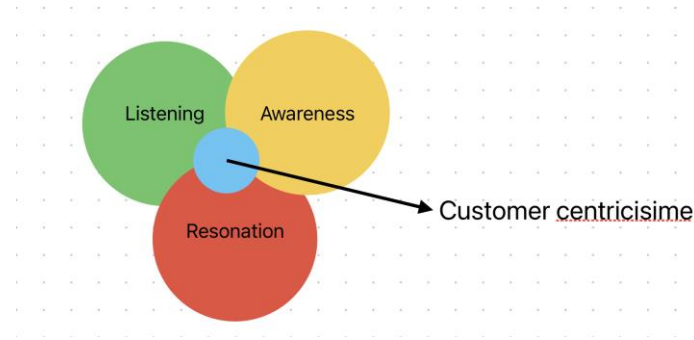 Listening
Awareness
Customer centricisime
Resonation